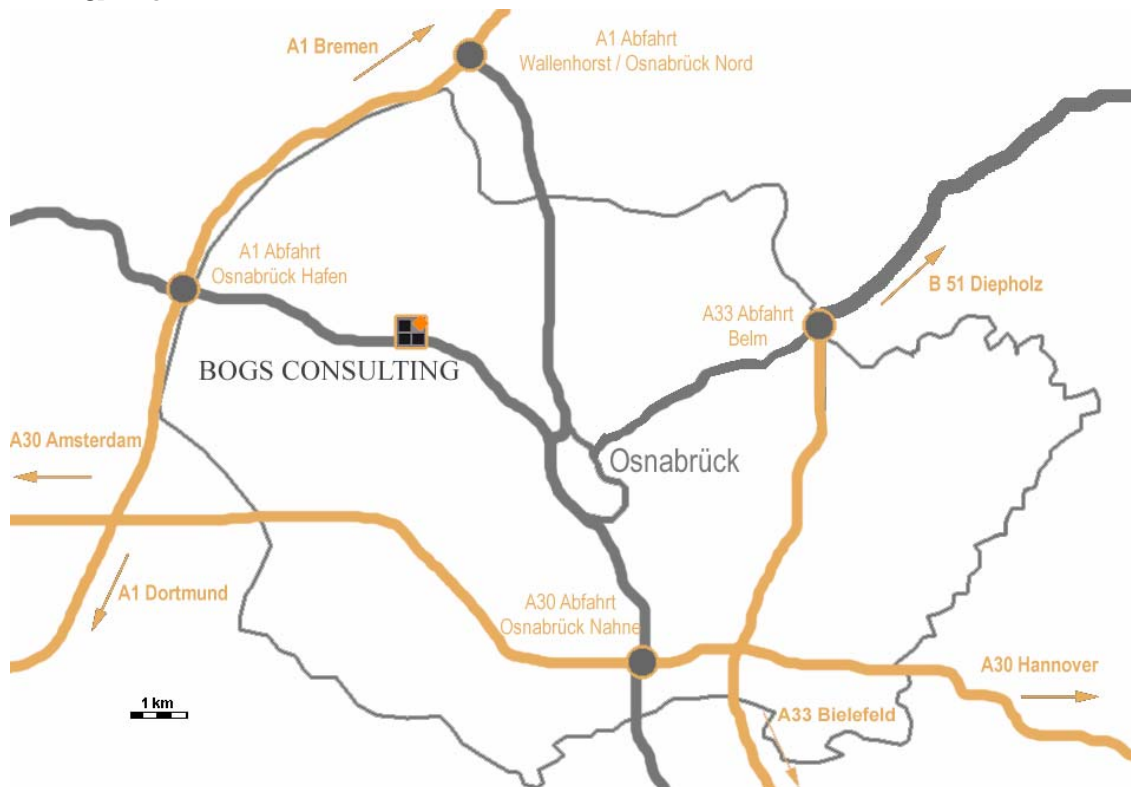 A1 Bremen
A1 Abfahrt
Wallenhorst / Osnabrück Nord
A1 Abfahrt
Osnabrück Hafen
B 51 Diepholz
A33 Abfahrt
Belm
BOGS CONSULTING
A30 Amsterdam
Osnabrück
A1 Dortmund
A30 Abfahrt
Osnabrück Nahne
A30 Hannover
1 km
A33 Bielefeld